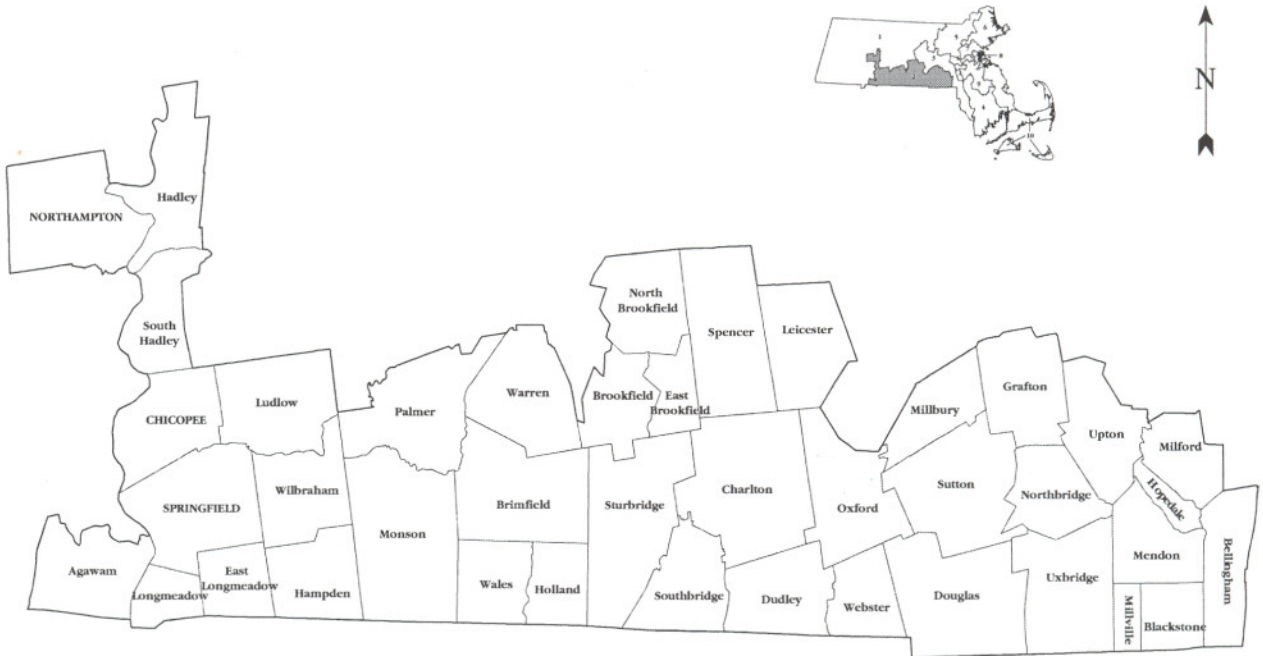 N
NORTHAMPTON
Hadley
South
Hadley
North
Brookfield
Spencer
Leicester
CHICOPEE
Ludlow
Palmer
Warren
Brookfield
East
Brookfield
Millbury
Grafton
Upton
Milford
SPRINGFIELD
Wilbraham
Monson
Brimfield
Sturbridge
Charlton
Oxford
Sutton
Northbridge
Hopedale
Agawam
Longmeadow
East
Longmeadow
Hampden
Wales
Holland
Southbridge
Dudley
Webster
Douglas
Uxbridge
Mendon
Millville
Blackstone
Bellingham
1
10